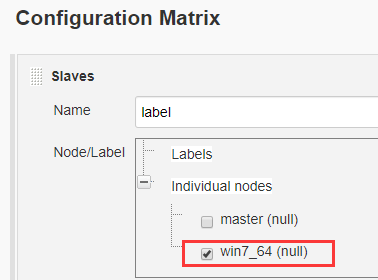 Configuration Matrix
Slaves
Name label
Node/Label
Labels
Individual nodes
master (null)
win7_64 (null)